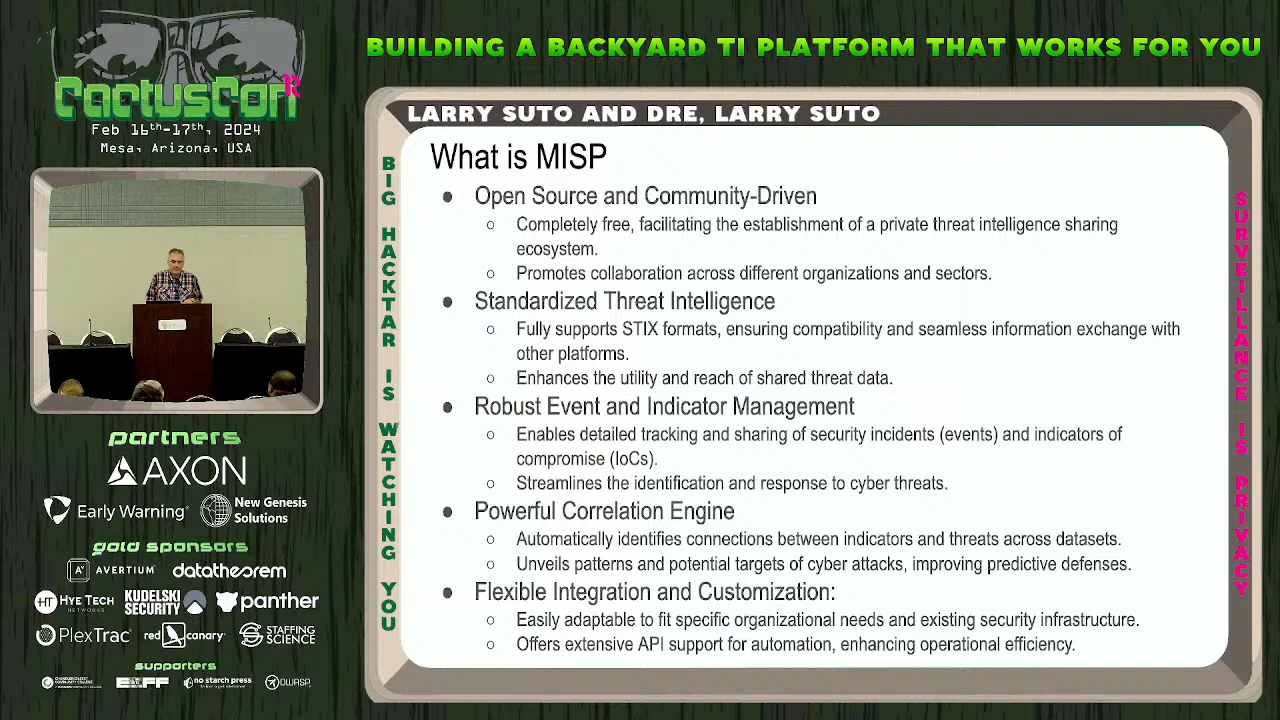 CactusCon
12
Feb 16th-17th, 2024
Mesa, Arizona, USA
BUILDING A BACKYARD TI PLATFORM THAT WORKS FOR YOU
LARRY SUTO AND DRE, LARRY SUTO
BIG HACKTAR IS WATCHING YOU
What is MISP
● Open Source and Community-Driven
○ Completely free, facilitating the establishment of a private threat intelligence sharing
ecosystem.
○ Promotes collaboration across different organizations and sectors.
● Standardized Threat Intelligence
○ Fully supports STIX formats, ensuring compatibility and seamless information exchange with
other platforms.
○ Enhances the utility and reach of shared threat data.
● Robust Event and Indicator Management
○ Enables detailed tracking and sharing of security incidents (events) and indicators of
compromise (IoCs).
○ Streamlines the identification and response to cyber threats.
● Powerful Correlation Engine
○ Automatically identifies connections between indicators and threats across datasets.
○ Unveils patterns and potential targets of cyber attacks, improving predictive defenses.
● Flexible Integration and Customization:
○ Easily adaptable to fit specific organizational needs and existing security infrastructure.
○ Offers extensive API support for automation, enhancing operational efficiency.
SURVEILLANCE IS PRIVACY
partners
AXON
Early Warning
New Genesis
Solutions
gold sponsors
AVERTIUM
datatheorem
HT HYE TECH
NETWORKS
KUDELSKI
SECURITY
panther
PlexTrac
red canary
STAFFING
SCIENCE
supporters
EFF
no starch press
OWASP